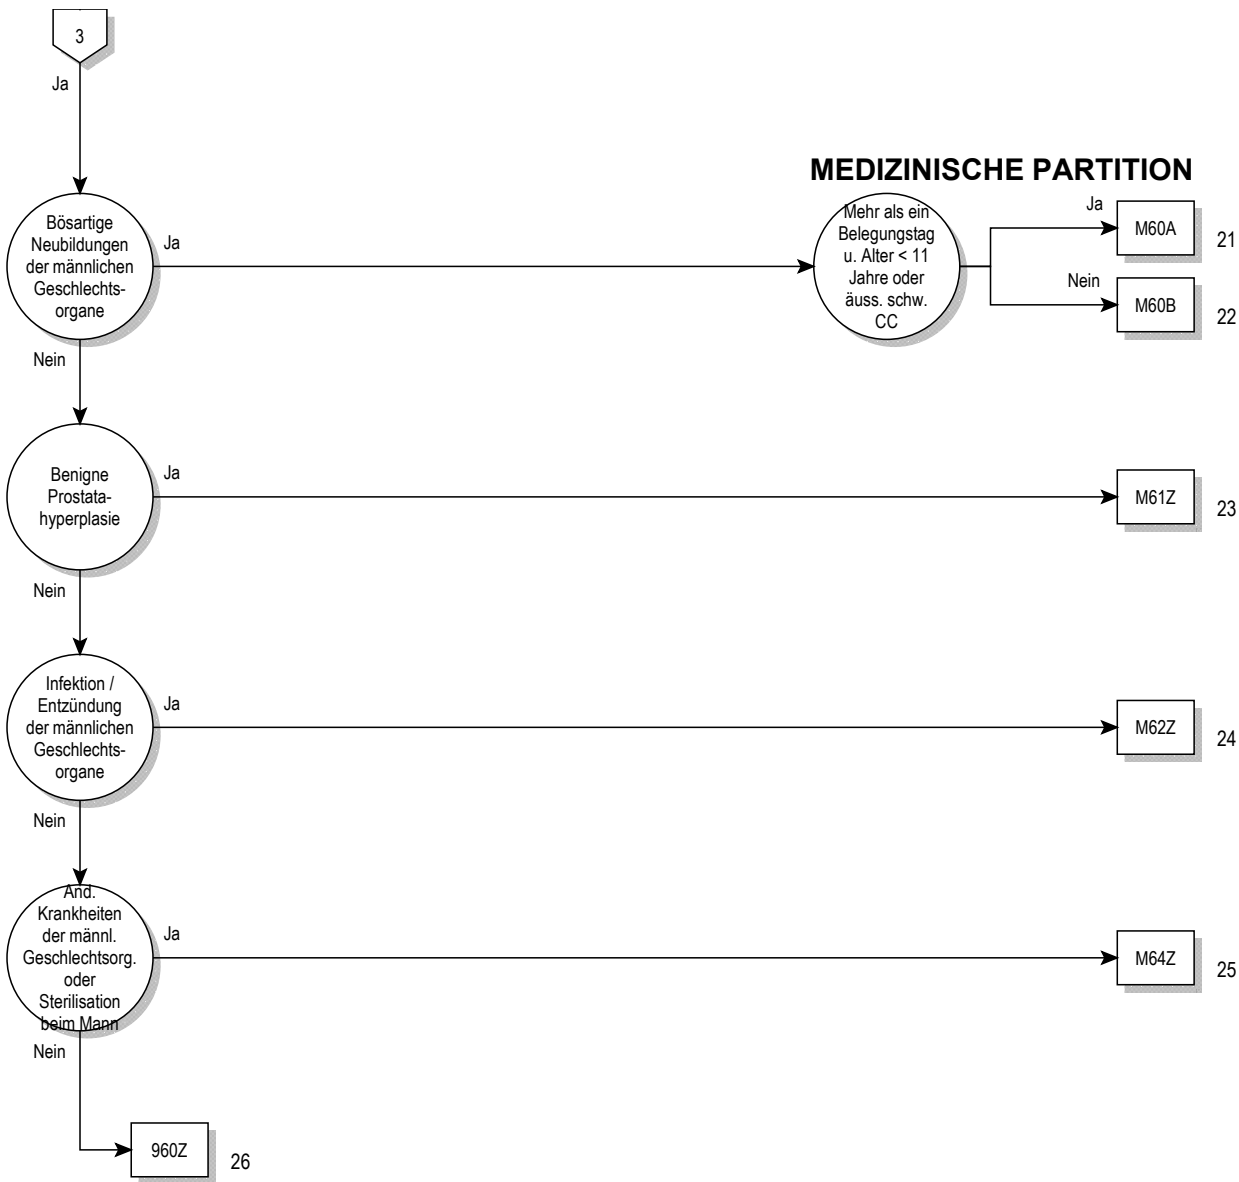 3
Ja
MEDIZINISCHE PARTITION
Bösartige
Neubildungen
der männlichen
Geschlechts-
organe
Ja
Mehr als ein
Belegungstag
u. Alter < 11
Jahre oder
äuss. schw.
CC
Ja
M60A
21
Nein
M60B
22
Nein
Benigne
Prostata-
hyperplasie
Ja
M61Z
23
Nein
Infektion /
Entzündung
der männlichen
Geschlechts-
organe
Ja
M62Z
24
Nein
And.
Krankheiten
der männl.
Geschlechtsorg.
oder
Sterilisation
beim Mann
Ja
M64Z
25
Nein
960Z
26